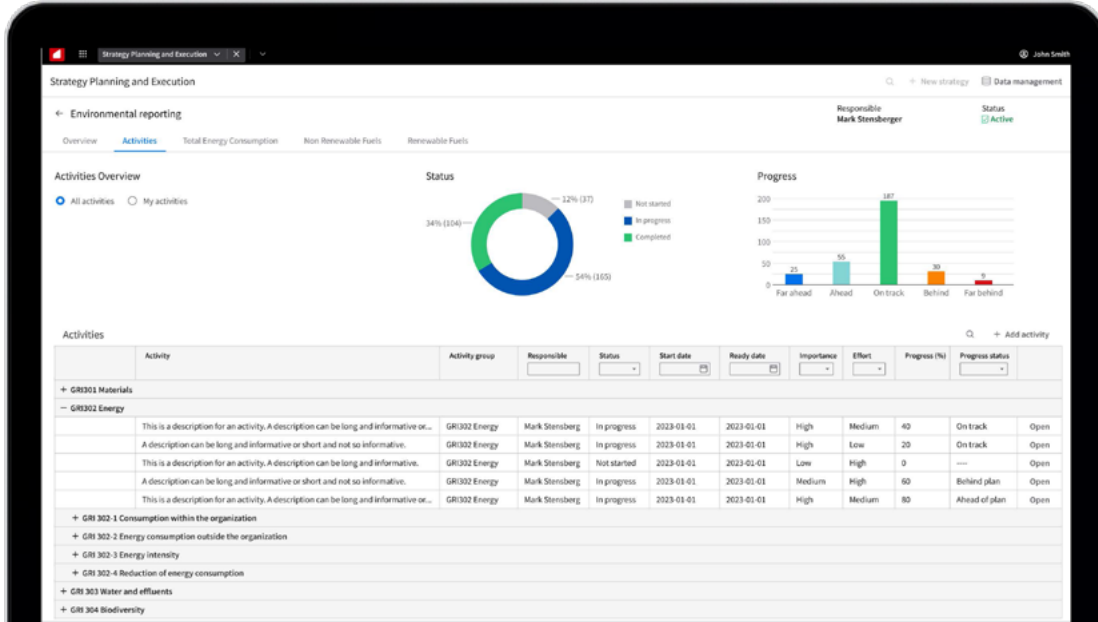 Strategy Planning and Execution
John Smith
Strategy Planning and Execution
+ New strategy Data management
← Environmental reporting
Responsible
Mark Stensberger
Status
Active
Overview Activities Total Energy Consumption Non Renewable Fuels Renewable Fuels
Activities Overview
All activities My activities
Status
12% (37)
34% (104)
54% (165)
Not started
In progress
Completed
Progress
200
150
100
50
0
25
55
187
30
9
Far ahead Ahead On track Behind Far behind
Activities
+ Add activity
Activity Activity group Responsible Status Start date Ready date Importance Effort Progress (%) Progress status
+ GRI301 Materials
− GRI302 Energy
This is a description for an activity. A description can be long and informative or... GRI302 Energy Mark Stensberg In progress 2023-01-01 2023-01-01 High Medium 40 On track Open
A description can be long and informative or short and not so informative. GRI302 Energy Mark Stensberg In progress 2023-01-01 2023-01-01 High Low 20 On track Open
This is a description for an activity. A description can be long and informative. GRI302 Energy Mark Stensberg Not started 2023-01-01 2023-01-01 Low High 0 ---- Open
A description can be long and informative or short and not so informative. GRI302 Energy Mark Stensberg In progress 2023-01-01 2023-01-01 Medium High 60 Behind plan Open
This is a description for an activity. A description can be long and informative or... GRI302 Energy Mark Stensberg In progress 2023-01-01 2023-01-01 High Medium 80 Ahead of plan Open
+ GRI 302-1 Consumption within the organization
+ GRI 302-2 Energy consumption outside the organization
+ GRI 302-3 Energy intensity
+ GRI 302-4 Reduction of energy consumption
+ GRI 303 Water and effluents
+ GRI 304 Biodiversity